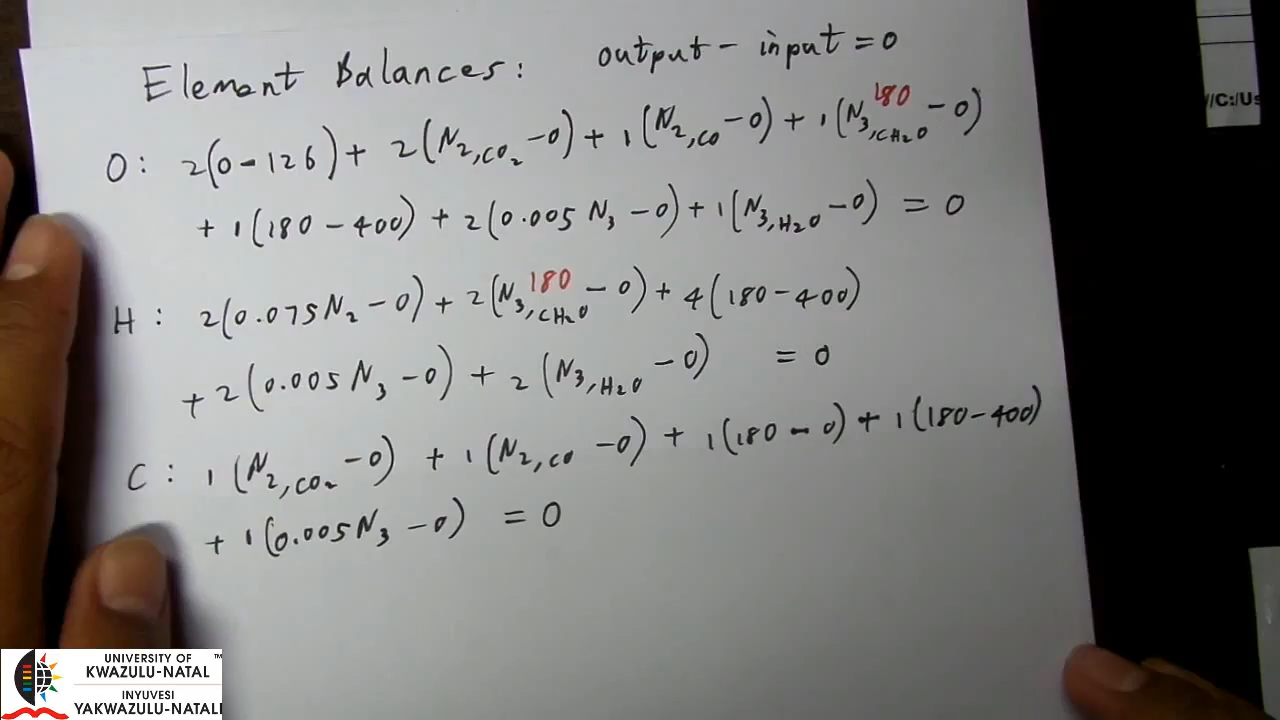 Element Balances: output - input = 0
O: 2(0-126) + 2(N₂,CO₂ -0) + 1(N₂,CO -0) + 1(N₃,CH₂O 180 -0)
+ 1(180-400) + 2(0.005 N₃ -0) + 1(N₃,H₂O -0) = 0
H: 2(0.075N₂ -0) + 2(N₃,CH₂O 180 -0) + 4(180-400)
+ 2(0.005 N₃ -0) + 2(N₃,H₂O -0) = 0
C: 1(N₂,CO₂ -0) + 1(N₂,CO -0) + 1(180-0) + 1(180-400)
+ 1(0.005N₃ -0) = 0
//C:/Us
UNIVERSITY OF
KWAZULU-NATAL
INYUVESI
YAKWAZULU-NATALI